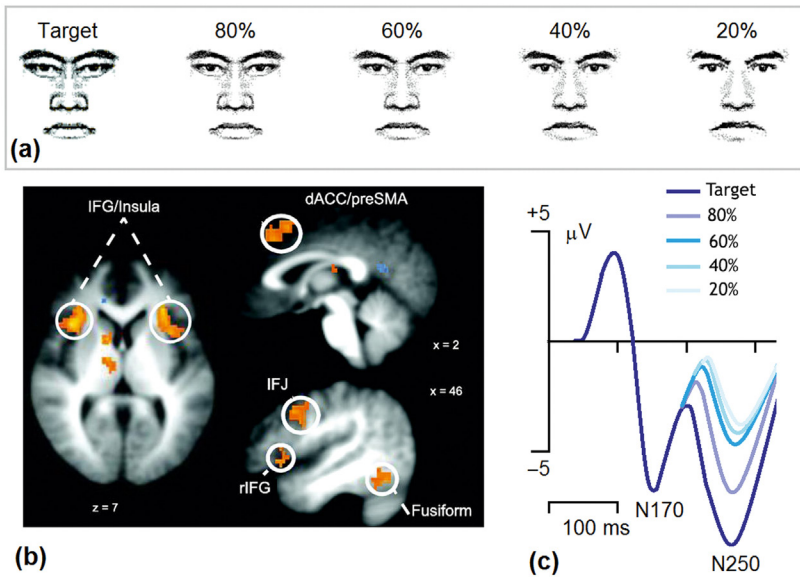 Target 80% 60% 40% 20%
(a)
IFG/Insula
dACC/preSMA
x = 2
x = 46
IFJ
rIFG
Fusiform
z = 7
(b)
Target
80%
60%
40%
20%
+5
μV
−5
100 ms
N170
N250
(c)